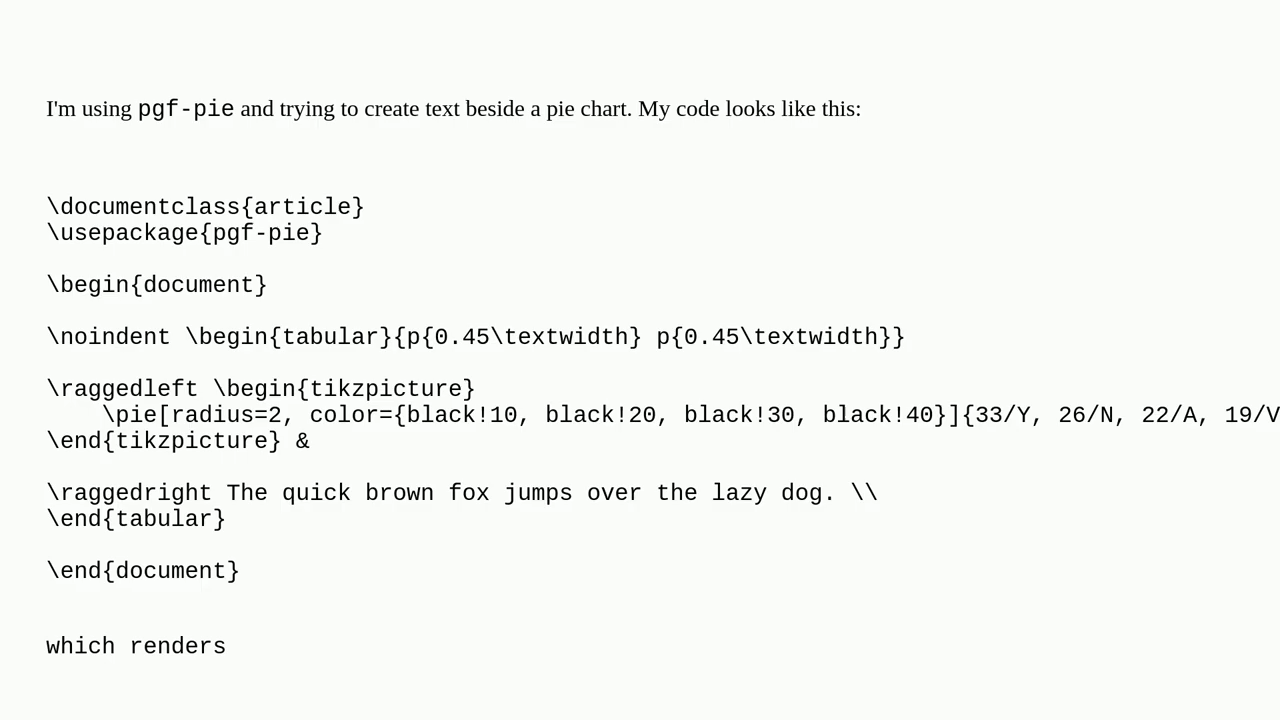 I'm using pgf-pie and trying to create text beside a pie chart. My code looks like this:
\documentclass{article}
\usepackage{pgf-pie}
\begin{document}
\noindent \begin{tabular}{p{0.45\textwidth} p{0.45\textwidth}}
\raggedleft \begin{tikzpicture}
    \pie[radius=2, color={black!10, black!20, black!30, black!40}]{33/Y, 26/N, 22/A, 19/V
\end{tikzpicture} &
\raggedright The quick brown fox jumps over the lazy dog. \\
\end{tabular}
\end{document}
which renders